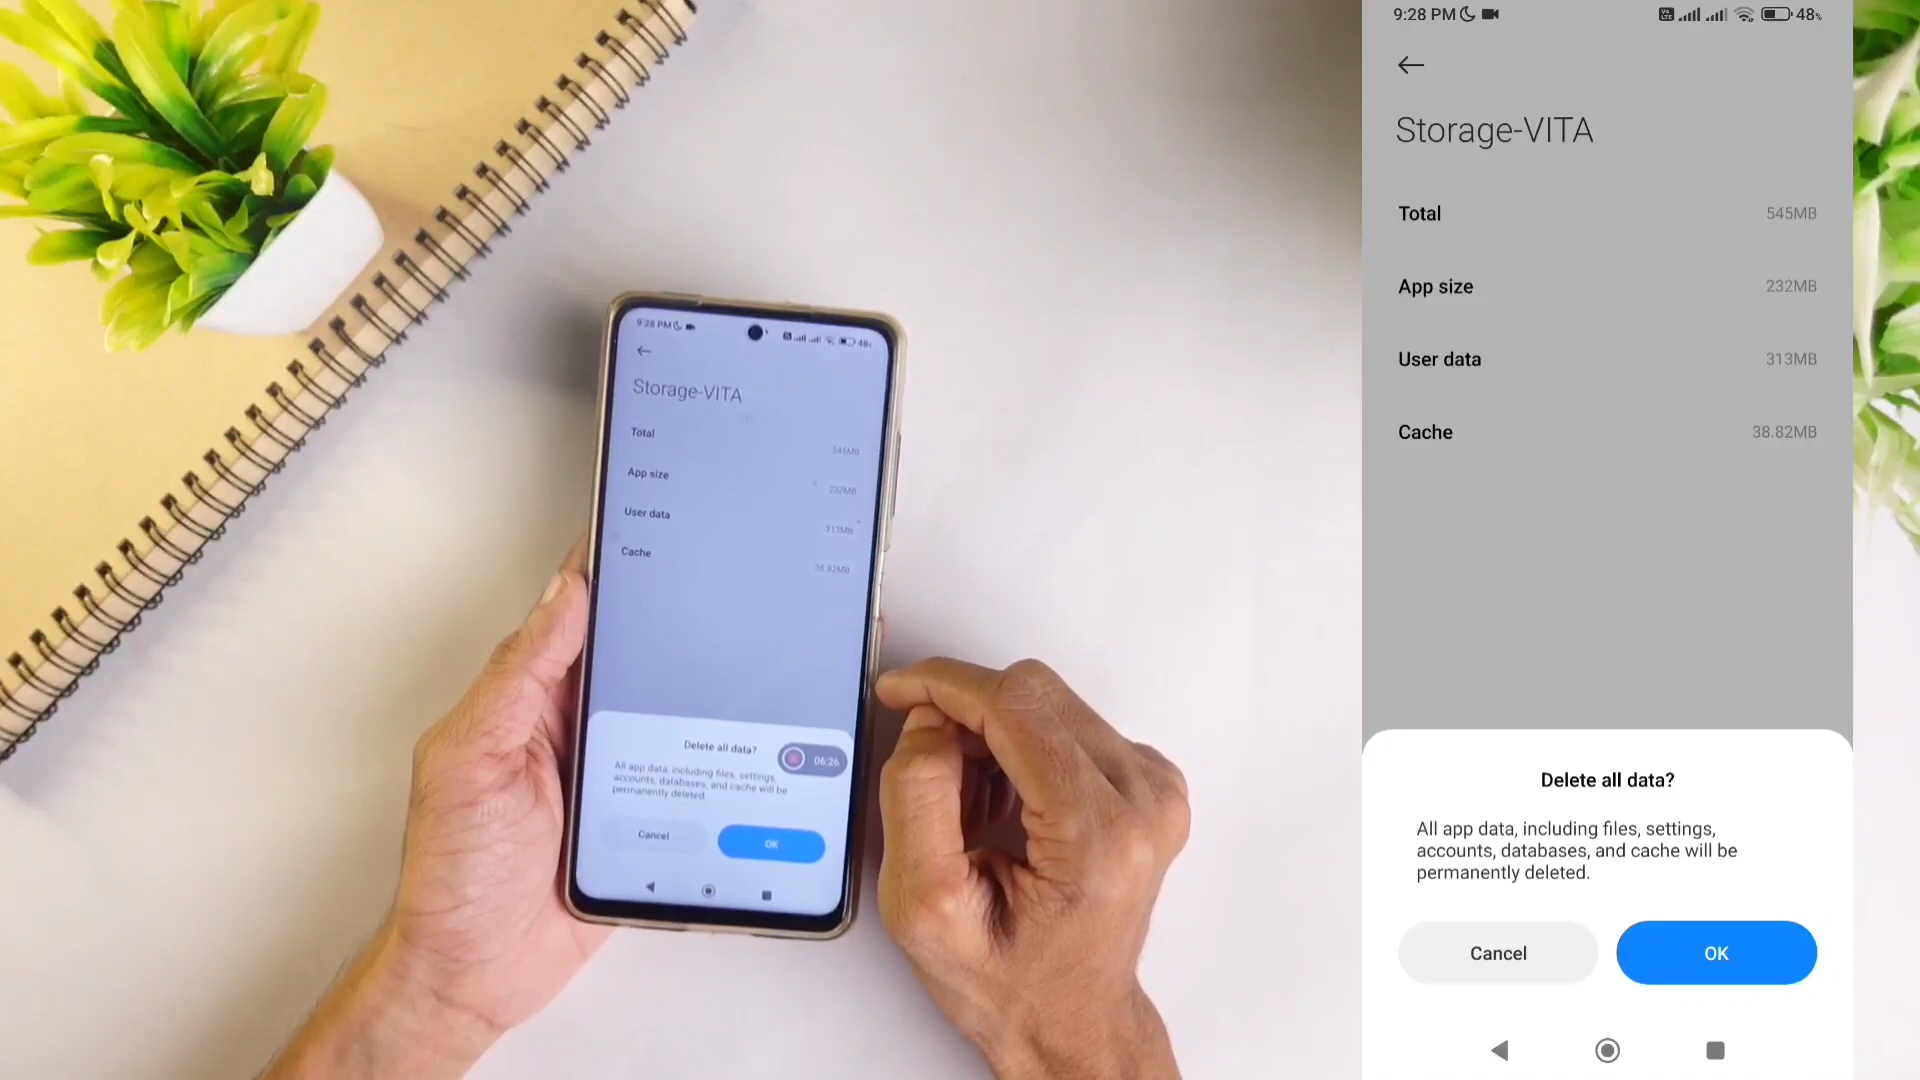 9:28 PM
48%
Storage-VITA
Total
545MB
App size
232MB
User data
313MB
Cache
38.82MB
Delete all data?
06:26
All app data, including files, settings,
accounts, databases, and cache will be
permanently deleted.
Cancel
OK
9:28 PM
48%
Storage-VITA
Total
545MB
App size
232MB
User data
313MB
Cache
38.82MB
Delete all data?
All app data, including files, settings,
accounts, databases, and cache will be
permanently deleted.
Cancel
OK